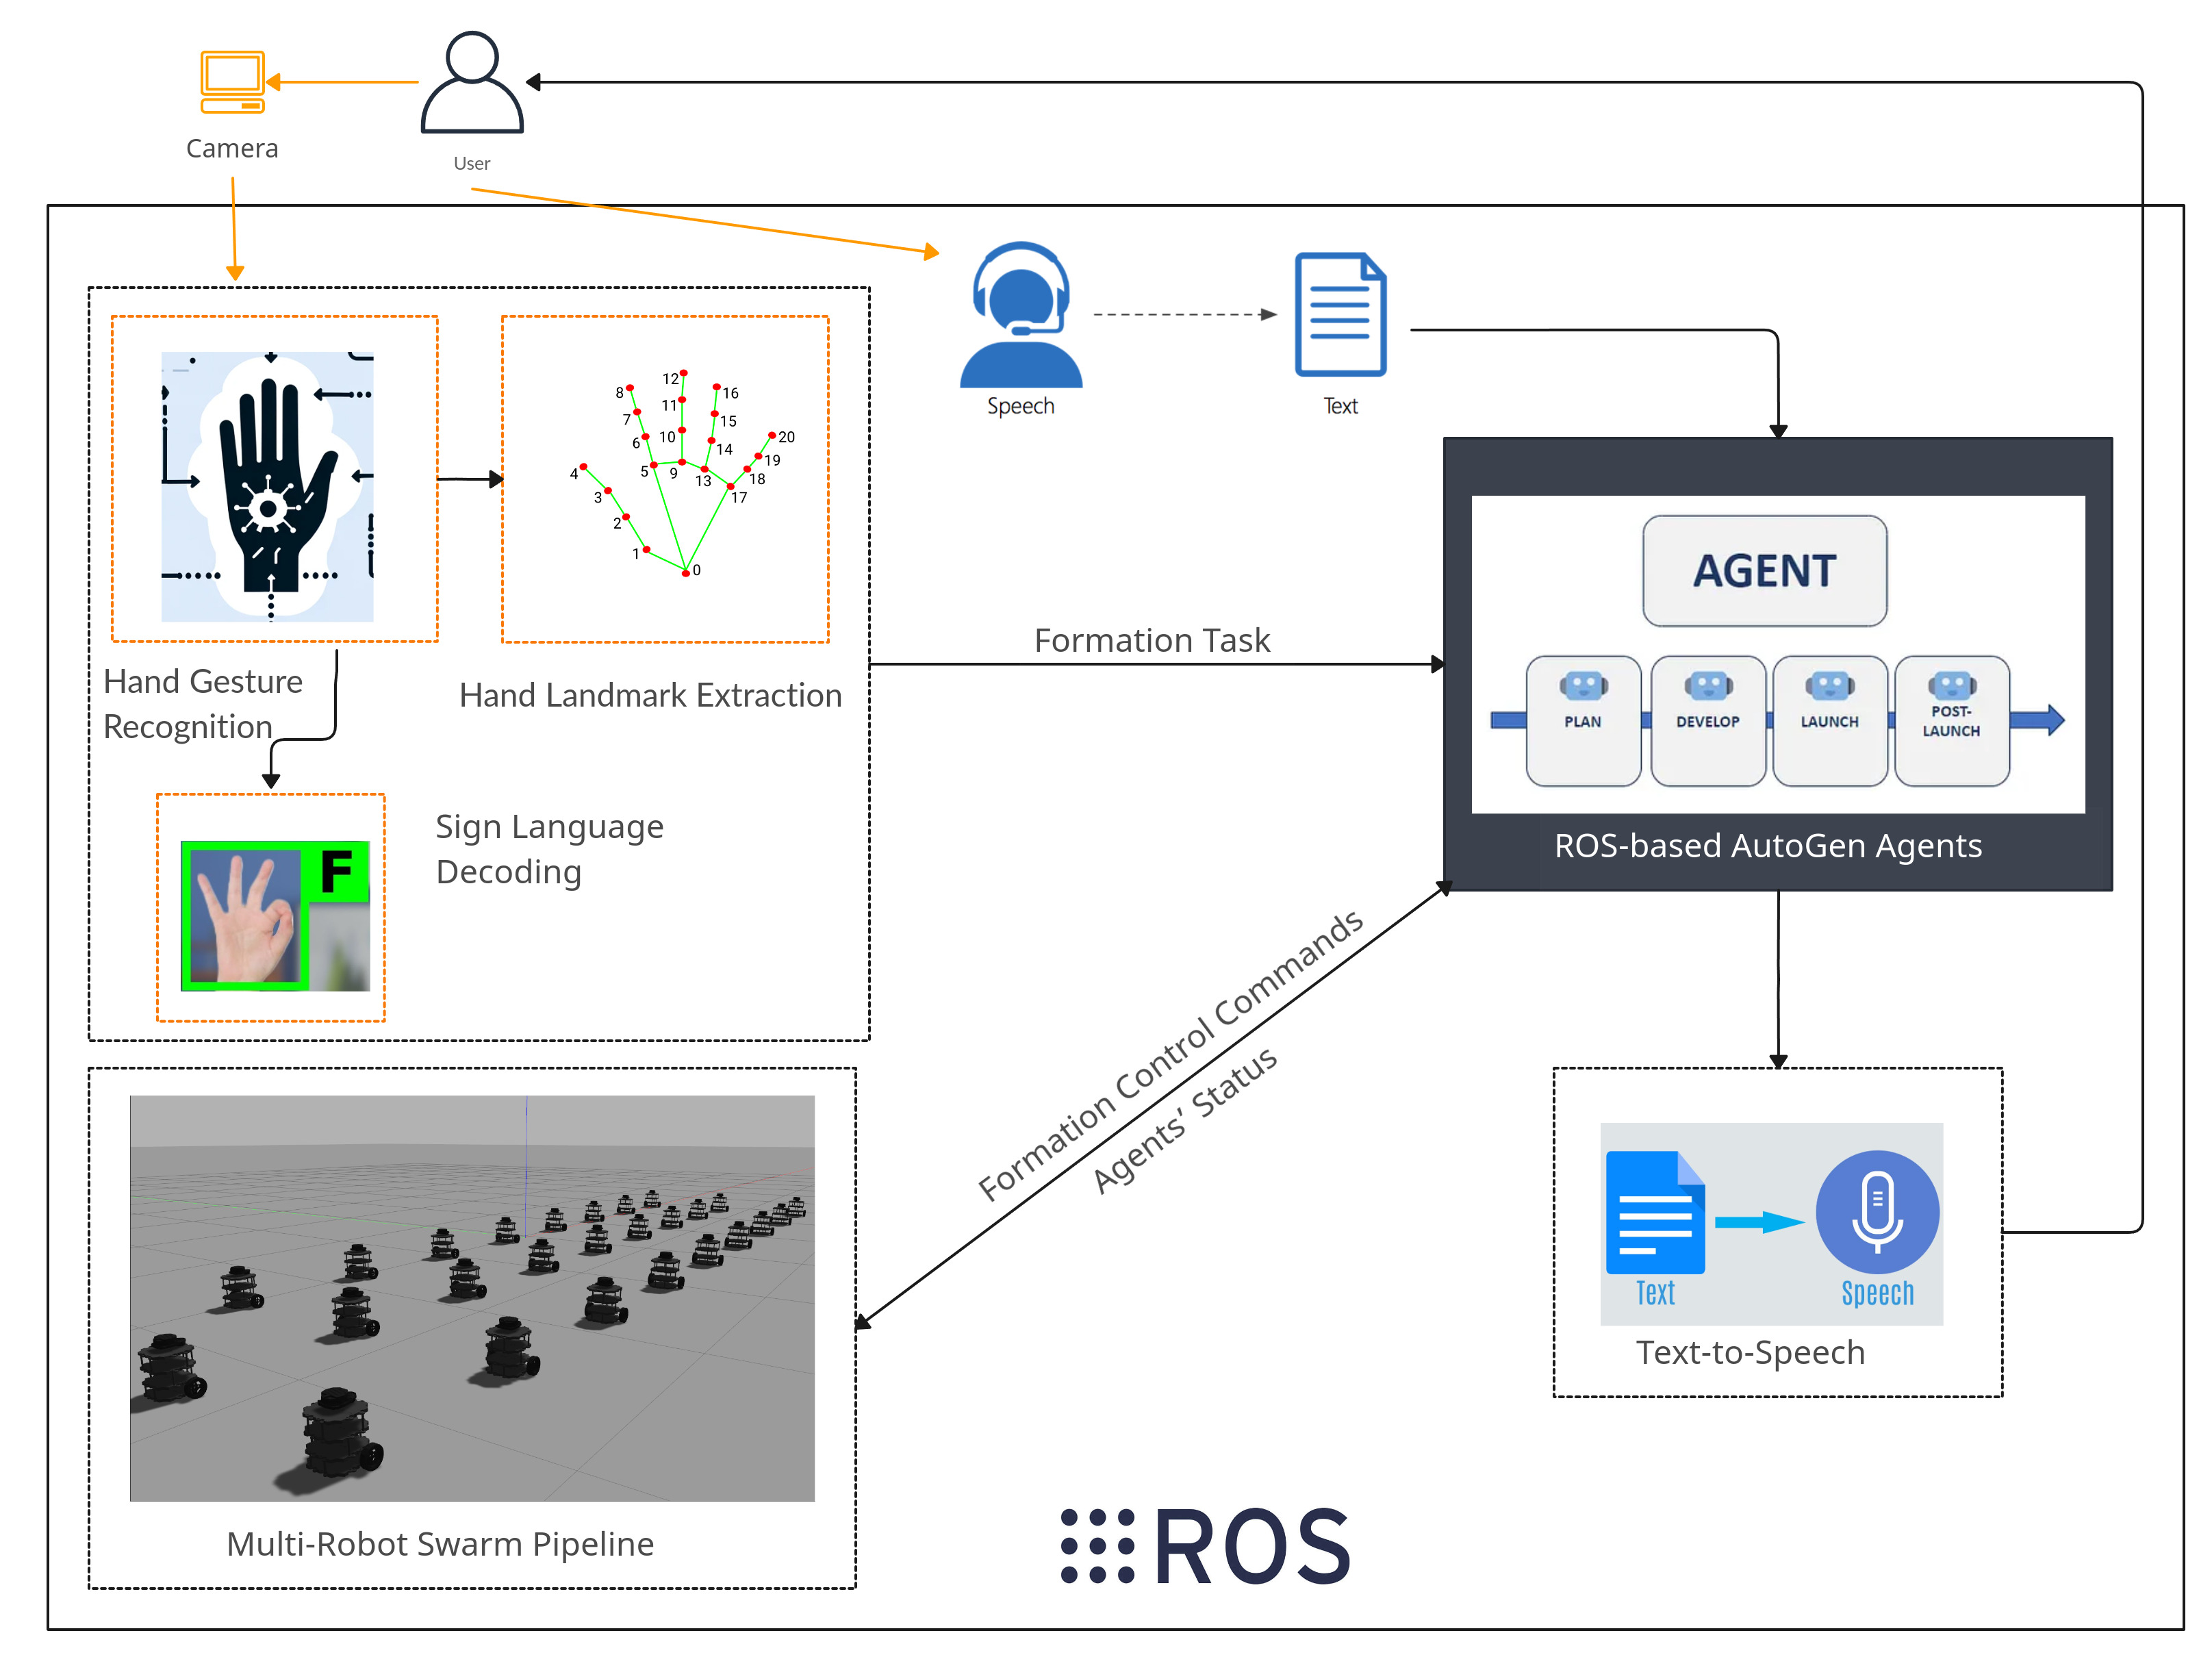 Camera
User
Speech
Text
12
8
16
11
7
15
10
20
6
14
19
4
5
9
18
13
3
17
2
1
0
Hand Gesture
Recognition
Hand Landmark Extraction
Sign Language
Decoding
F
Formation Task
AGENT
PLAN
DEVELOP
LAUNCH
POST-
LAUNCH
ROS-based AutoGen Agents
Formation Control Commands
Agents’ Status
Text
Speech
Text-to-Speech
Multi-Robot Swarm Pipeline
ROS